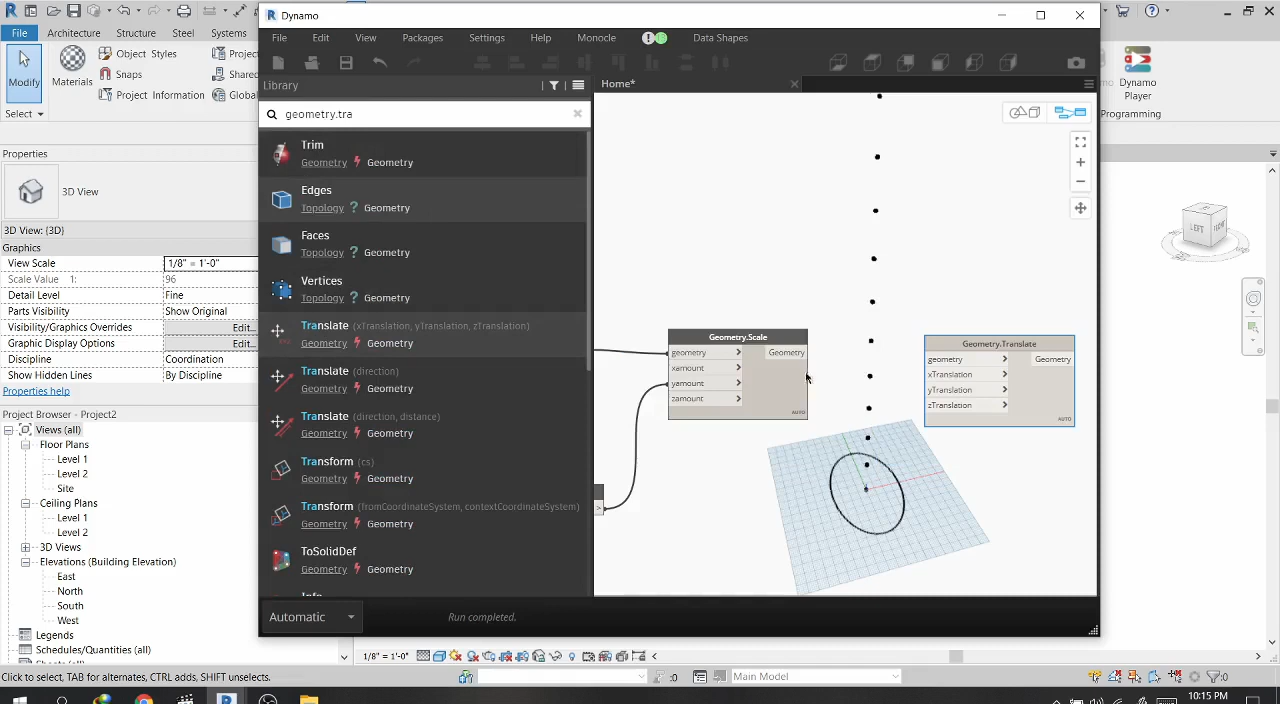 Dynamo
File
Architecture
Structure
Steel
Systems
Modify
Materials
Object Styles
Snaps
Project Information
Projec
Share
Globa
Select
Dynamo
Player
Programming
File Edit View Packages Settings Help Monocle Data Shapes
Library
Home*
geometry.tra
Trim
Geometry Geometry
Edges
Topology ? Geometry
Faces
Topology ? Geometry
Vertices
Topology ? Geometry
Translate (xTranslation, yTranslation, zTranslation)
Geometry Geometry
Translate (direction)
Geometry Geometry
Translate (direction, distance)
Geometry Geometry
Transform (cs)
Geometry Geometry
Transform (fromCoordinateSystem, contextCoordinateSystem)
Geometry Geometry
ToSolidDef
Geometry Geometry
Geometry.Scale
geometry > Geometry
xamount >
yamount >
zamount >
AUTO
Geometry.Translate
geometry > Geometry
xTranslation >
yTranslation >
zTranslation >
AUTO
Automatic
Run completed.
Properties
3D View
3D View: {3D}
Graphics
View Scale 1/8" = 1'-0"
Scale Value 1: 96
Detail Level Fine
Parts Visibility Show Original
Visibility/Graphics Overrides Edit...
Graphic Display Options Edit...
Discipline Coordination
Show Hidden Lines By Discipline
Properties help
Project Browser - Project2
Views (all)
Floor Plans
Level 1
Level 2
Site
Ceiling Plans
Level 1
Level 2
3D Views
Elevations (Building Elevation)
East
North
South
West
Legends
Schedules/Quantities (all)
LEFT
1/8" = 1'-0"
Click to select, TAB for alternates, CTRL adds, SHIFT unselects.
:0
Main Model
:0
10:15 PM